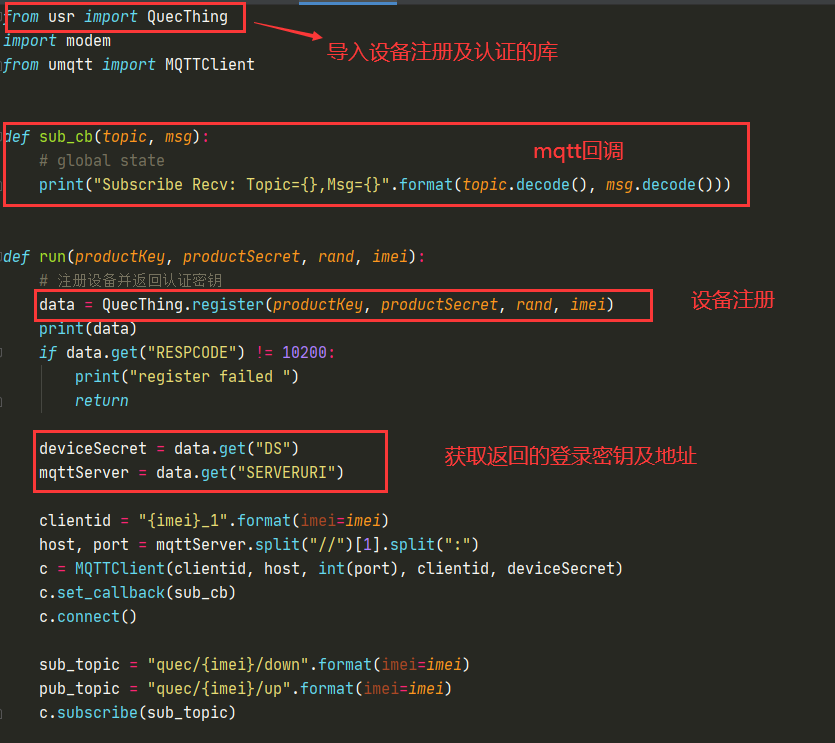 from usr import QuecThing
导入设备注册及认证的库
import modem
from umqtt import MQTTClient
def sub_cb(topic, msg):
mqtt回调
# global state
print("Subscribe Recv: Topic={},Msg={}".format(topic.decode(), msg.decode()))
def run(productKey, productSecret, rand, imei):
# 注册设备并返回认证密钥
data = QuecThing.register(productKey, productSecret, rand, imei)
设备注册
print(data)
if data.get("RESPCODE") != 10200:
print("register failed ")
return
deviceSecret = data.get("DS")
获取返回的登录密钥及地址
mqttServer = data.get("SERVERURI")
clientid = "{imei}_1".format(imei=imei)
host, port = mqttServer.split("//")[1].split(":")
c = MQTTClient(clientid, host, int(port), clientid, deviceSecret)
c.set_callback(sub_cb)
c.connect()
sub_topic = "quec/{imei}/down".format(imei=imei)
pub_topic = "quec/{imei}/up".format(imei=imei)
c.subscribe(sub_topic)